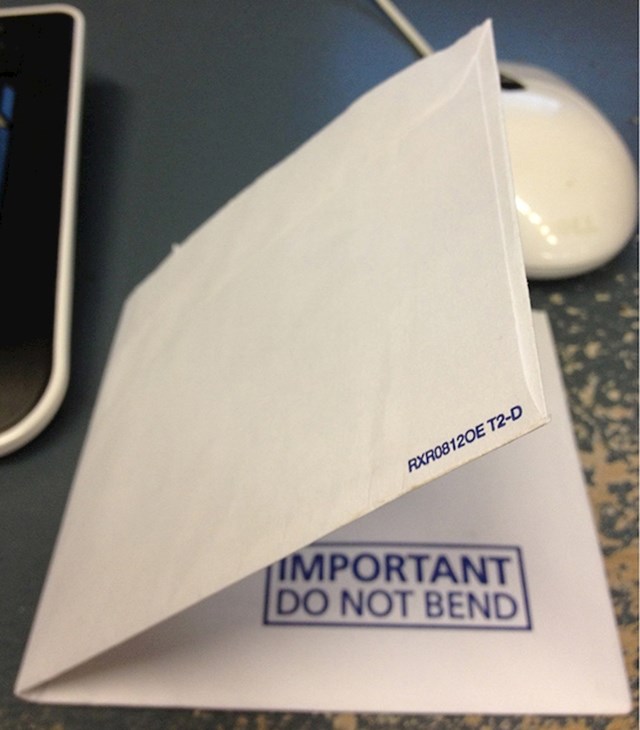 RXR0812OE T2-D
IMPORTANT
DO NOT BEND